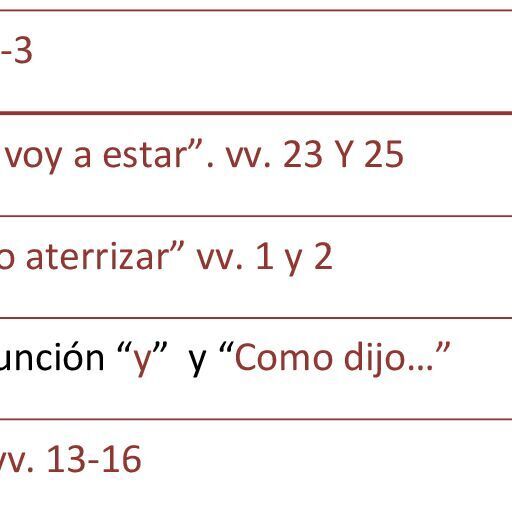 -3
voy a estar”. vv. 23 Y 25
o aterrizar” vv. 1 y 2
unción “y” y “Como dijo…”
vv. 13-16